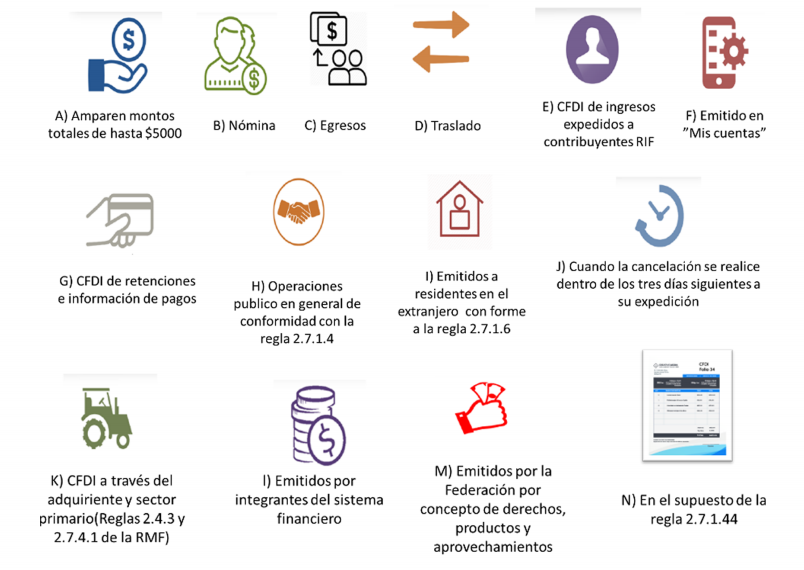 A) Amparen montos
totales de hasta $5000
B) Nómina
C) Egresos
D) Traslado
E) CFDI de ingresos
expedidos a
contribuyentes RIF
F) Emitido en
”Mis cuentas”
G) CFDI de retenciones
e información de pagos
H) Operaciones
publico en general de
conformidad con la
regla 2.7.1.4
I) Emitidos a
residentes en el
extranjero con forme
a la regla 2.7.1.6
J) Cuando la cancelación se realice
dentro de los tres días siguientes a
su expedición
K) CFDI a través del
adquiriente y sector
primario(Reglas 2.4.3 y
2.7.4.1 de la RMF)
l) Emitidos por
integrantes del sistema
financiero
M) Emitidos por la
Federación por
concepto de derechos,
productos y
aprovechamientos
CFDI
Folio 34
N) En el supuesto de la
regla 2.7.1.44